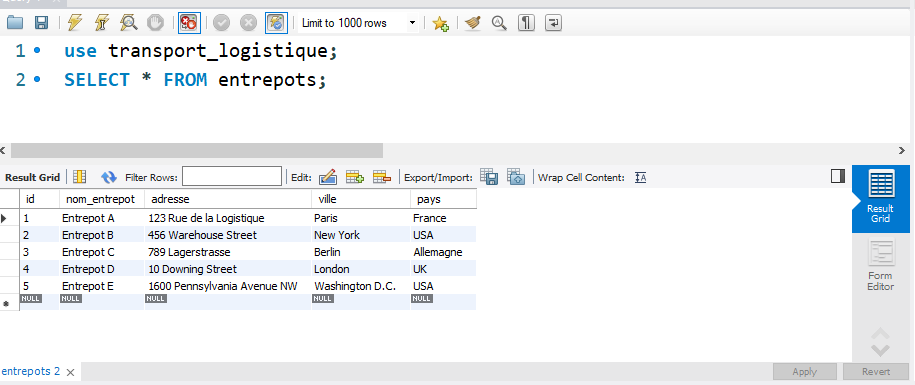 Limit to 1000 rows
1 use transport_logistique;
2 SELECT * FROM entrepots;
Result Grid Filter Rows: Edit: Export/Import: Wrap Cell Content:
id nom_entrepot adresse ville pays
1 Entrepot A 123 Rue de la Logistique Paris France
2 Entrepot B 456 Warehouse Street New York USA
3 Entrepot C 789 Lagerstrasse Berlin Allemagne
4 Entrepot D 10 Downing Street London UK
5 Entrepot E 1600 Pennsylvania Avenue NW Washington D.C. USA
NULL NULL NULL NULL NULL
Result
Grid
Form
Editor
entrepots 2
Apply Revert